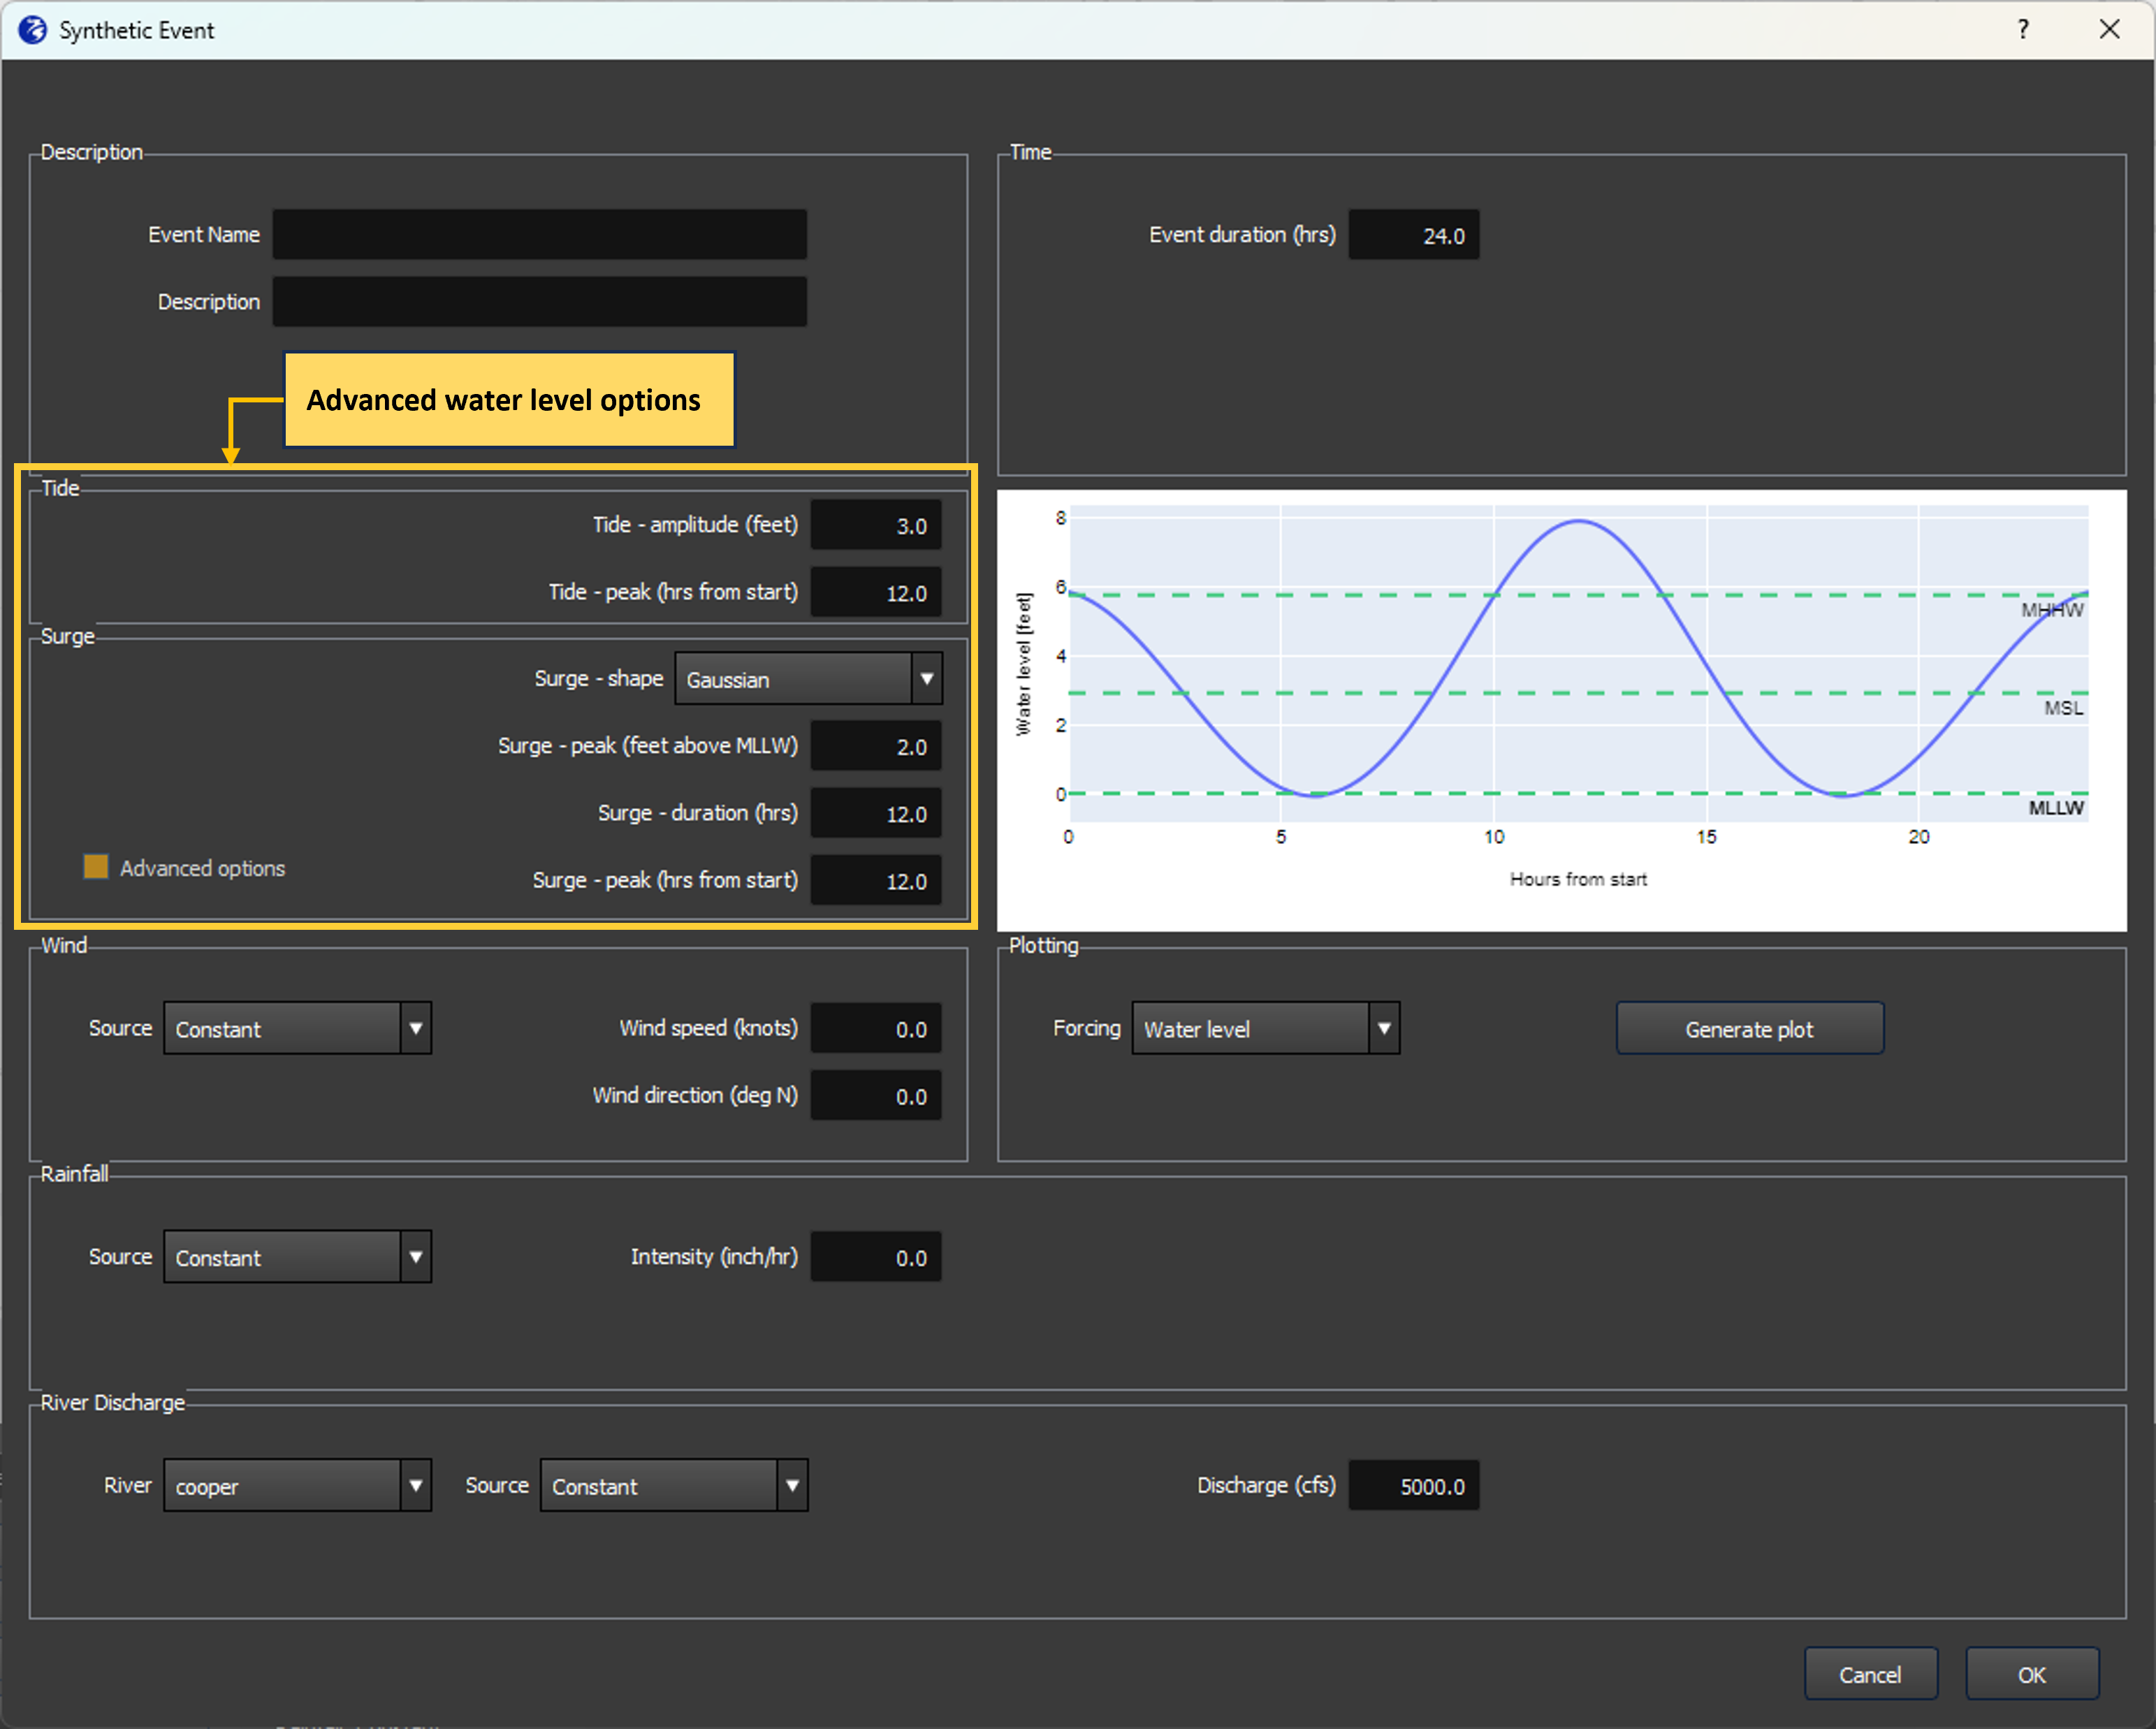 Synthetic Event
?
Description
Event Name
Description
Time
Event duration (hrs) 24.0
Advanced water level options
Tide
Tide - amplitude (feet) 3.0
Tide - peak (hrs from start) 12.0
Surge
Surge - shape Gaussian
Surge - peak (feet above MLLW) 2.0
Surge - duration (hrs) 12.0
Advanced options
Surge - peak (hrs from start) 12.0
Water level [feet]
8
6
4
2
0
MHHW
MSL
MLLW
0 5 10 15 20
Hours from start
Wind
Source Constant
Wind speed (knots) 0.0
Wind direction (deg N) 0.0
Plotting
Forcing Water level
Generate plot
Rainfall
Source Constant
Intensity (inch/hr) 0.0
River Discharge
River cooper
Source Constant
Discharge (cfs) 5000.0
Cancel
OK